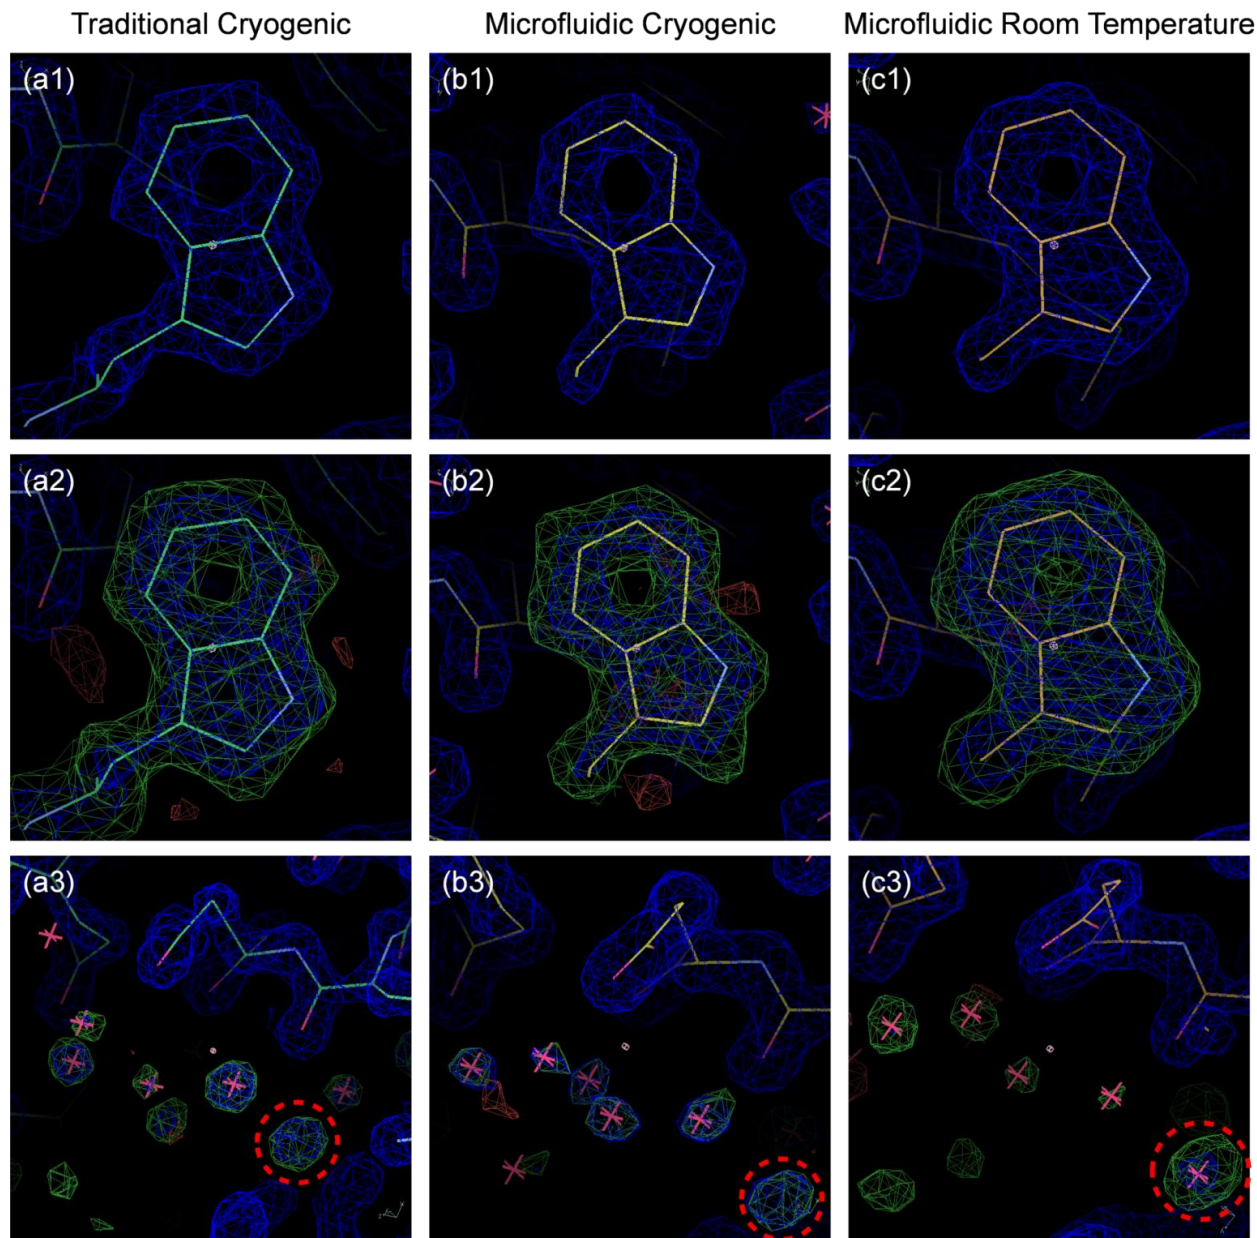 Traditional Cryogenic Microfluidic Cryogenic Microfluidic Room Temperature
(a1) (b1) (c1)
(a2) (b2) (c2)
(a3) (b3) (c3)